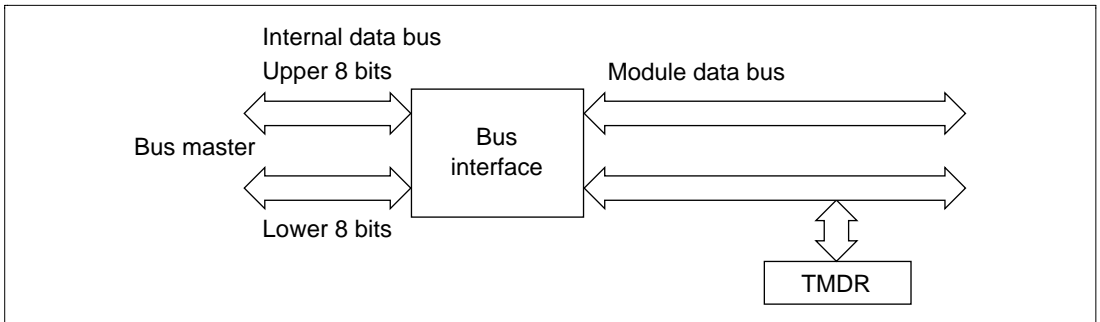 Internal data bus
Upper 8 bits
Module data bus
Bus master
Bus
interface
Lower 8 bits
TMDR